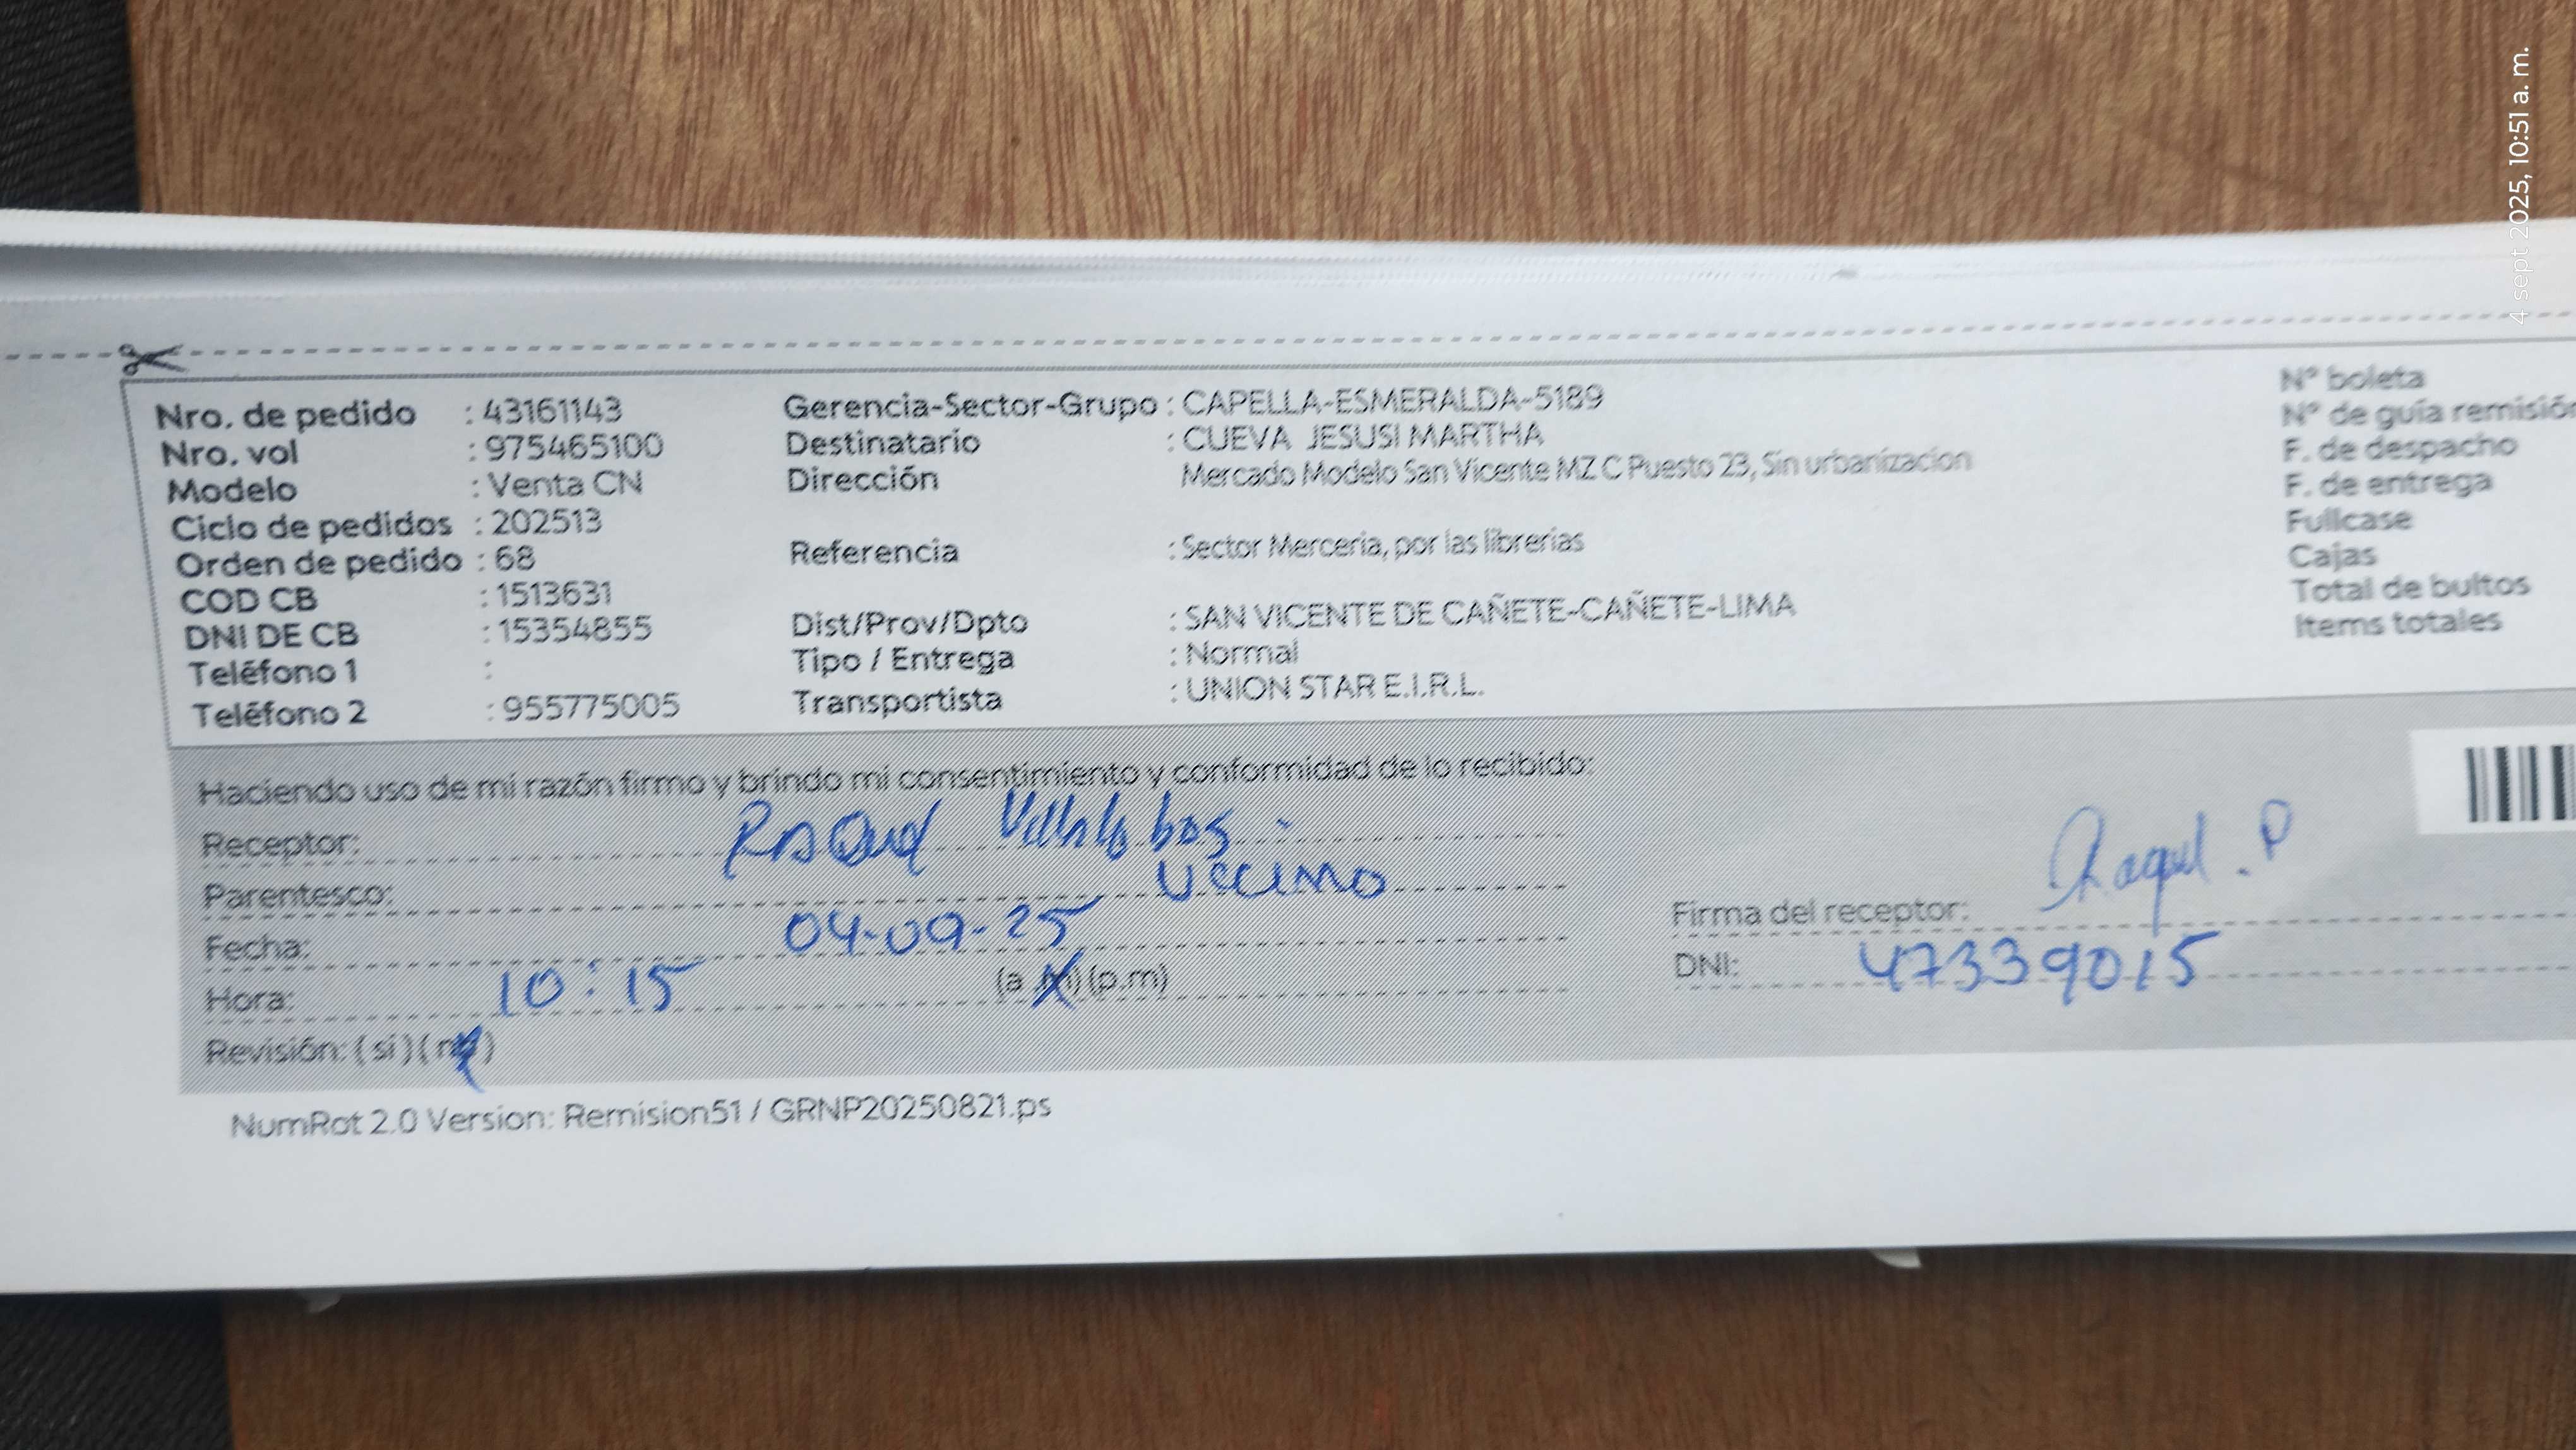 4 sept 2025, 10:51 a. m.
Nro. de pedido : 43161143
Nro. vol : 975465100
Modelo : Venta CN
Ciclo de pedidos : 202513
Orden de pedido : 68
COD CB : 1513631
DNI DE CB : 15354855
Teléfono 1 :
Teléfono 2 : 955775005
Gerencia-Sector-Grupo : CAPELLA-ESMERALDA-5189
Destinatario : CUEVA JESUSI MARTHA
Dirección Mercado Modelo San Vicente MZ C Puesto 23, Sin urbanizacion
Referencia : Sector Merceria, por las librerias
Dist/Prov/Dpto : SAN VICENTE DE CAÑETE-CAÑETE-LIMA
Tipo / Entrega : Normal
Transportista : UNION STAR E.I.R.L.
N° boleta
N° de guía remisión
F. de despacho
F. de entrega
Fullcase
Cajas
Total de bultos
Items totales
Haciendo uso de mi razón firmo y brindo mi consentimiento y conformidad de lo recibido:
Receptor: Raquel Villalobos
Parentesco: Vecino
Fecha: 04-09-25
Hora: 10:15 (a.m) (p.m)
Revisión: (si) (no)
Firma del receptor: Raquel . P
DNI: 47339015
NumRot 2.0 Version: Remision51 / GRNP20250821.ps